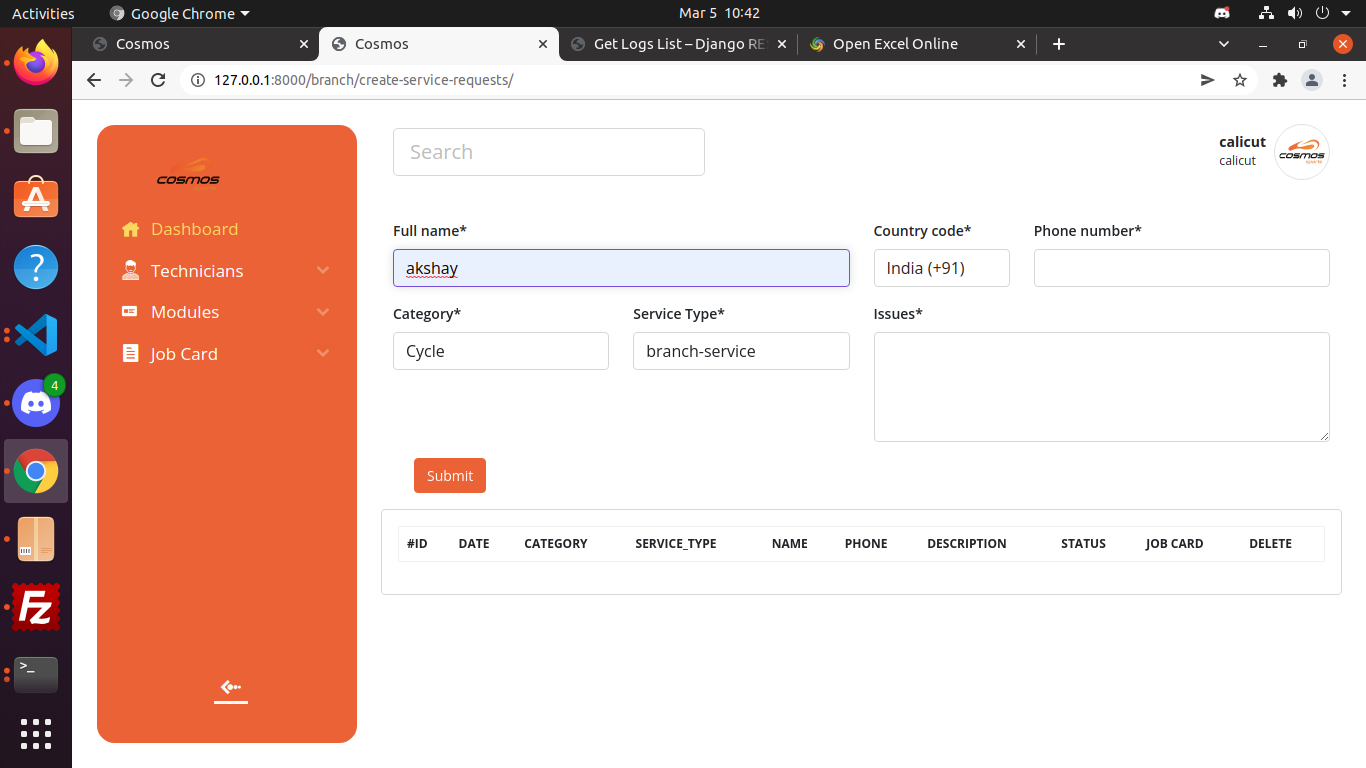 Activities Google Chrome Mar 5 10:42
Cosmos Cosmos Get Logs List – Django RE Open Excel Online
127.0.0.1:8000/branch/create-service-requests/
COSMOS
Search
calicut
calicut
COSMOS
sports
Dashboard
Technicians
Modules
Job Card
Full name* Country code* Phone number*
akshay India (+91)
Category* Service Type* Issues*
Cycle branch-service
Submit
#ID DATE CATEGORY SERVICE_TYPE NAME PHONE DESCRIPTION STATUS JOB CARD DELETE
4
?
A
Fz
>_